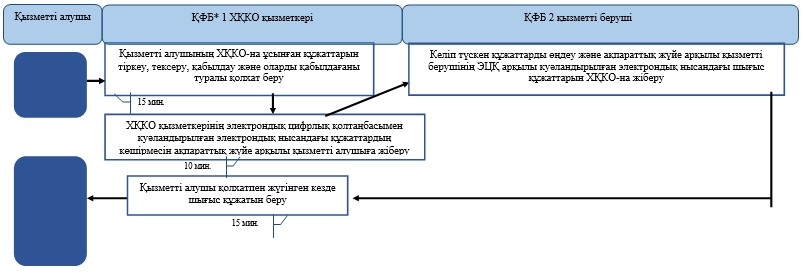 Қызметті алушы
ҚФБ* 1 ХҚКО қызметкері
ҚФБ 2 қызметті беруші
Қызметті алушының ХҚКО-на ұсынған құжаттарын
тіркеу, тексеру, қабылдау және оларды қабылдағаны
туралы қолхат беру
15 мин.
Келіп түскен құжаттарды өңдеу және ақпараттық жүйе арқылы қызметті
берушінің ЭЦҚ арқылы куәландырылған электрондық нысандағы шығыс
құжаттарын ХҚКО-на жіберу
ХҚКО қызметкерінің электрондық цифрлық қолтаңбасымен
куәландырылған электрондық нысандағы құжаттардың
көшірмесін ақпараттық жүйе арқылы қызметті алушыға жіберу
10 мин.
Қызметті алушы қолхатпен жүгінген кезде
шығыс құжатын беру
15 мин.